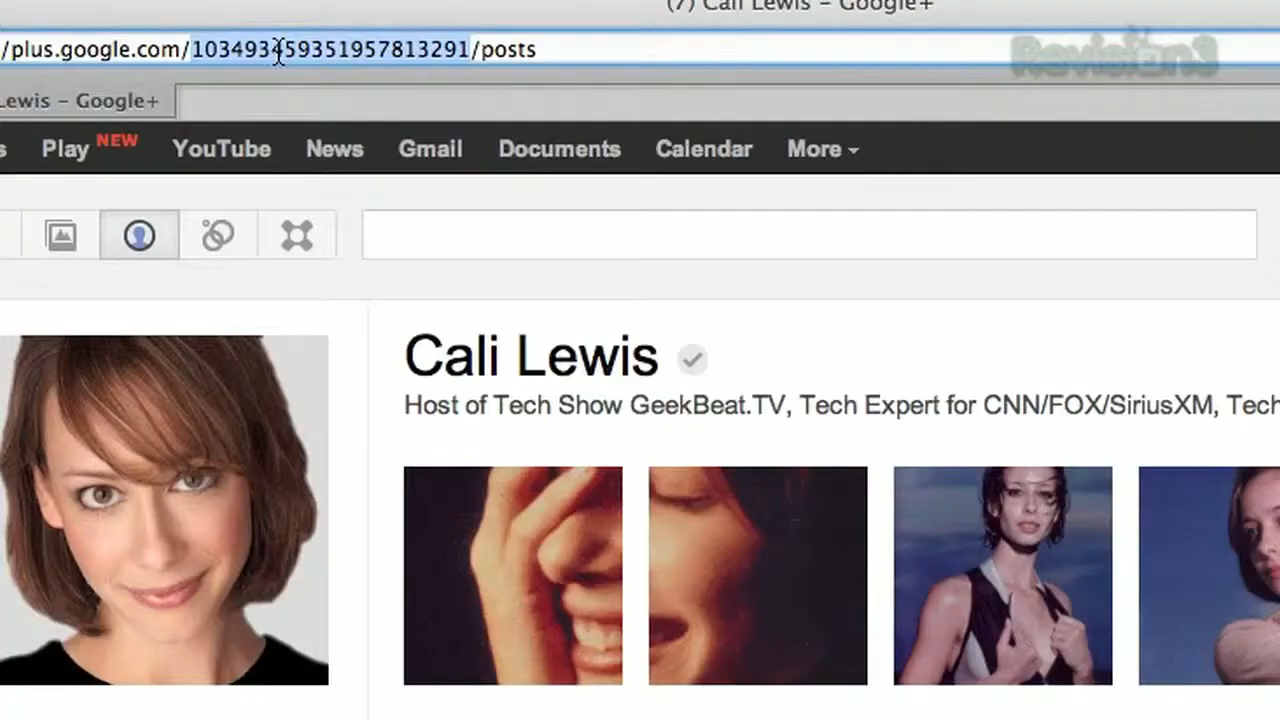 (7) Cali Lewis – Google+
/plus.google.com/103493459351957813291/posts
Revision3
Lewis – Google+
s Play NEW YouTube News Gmail Documents Calendar More
Cali Lewis
Host of Tech Show GeekBeat.TV, Tech Expert for CNN/FOX/SiriusXM, Tech